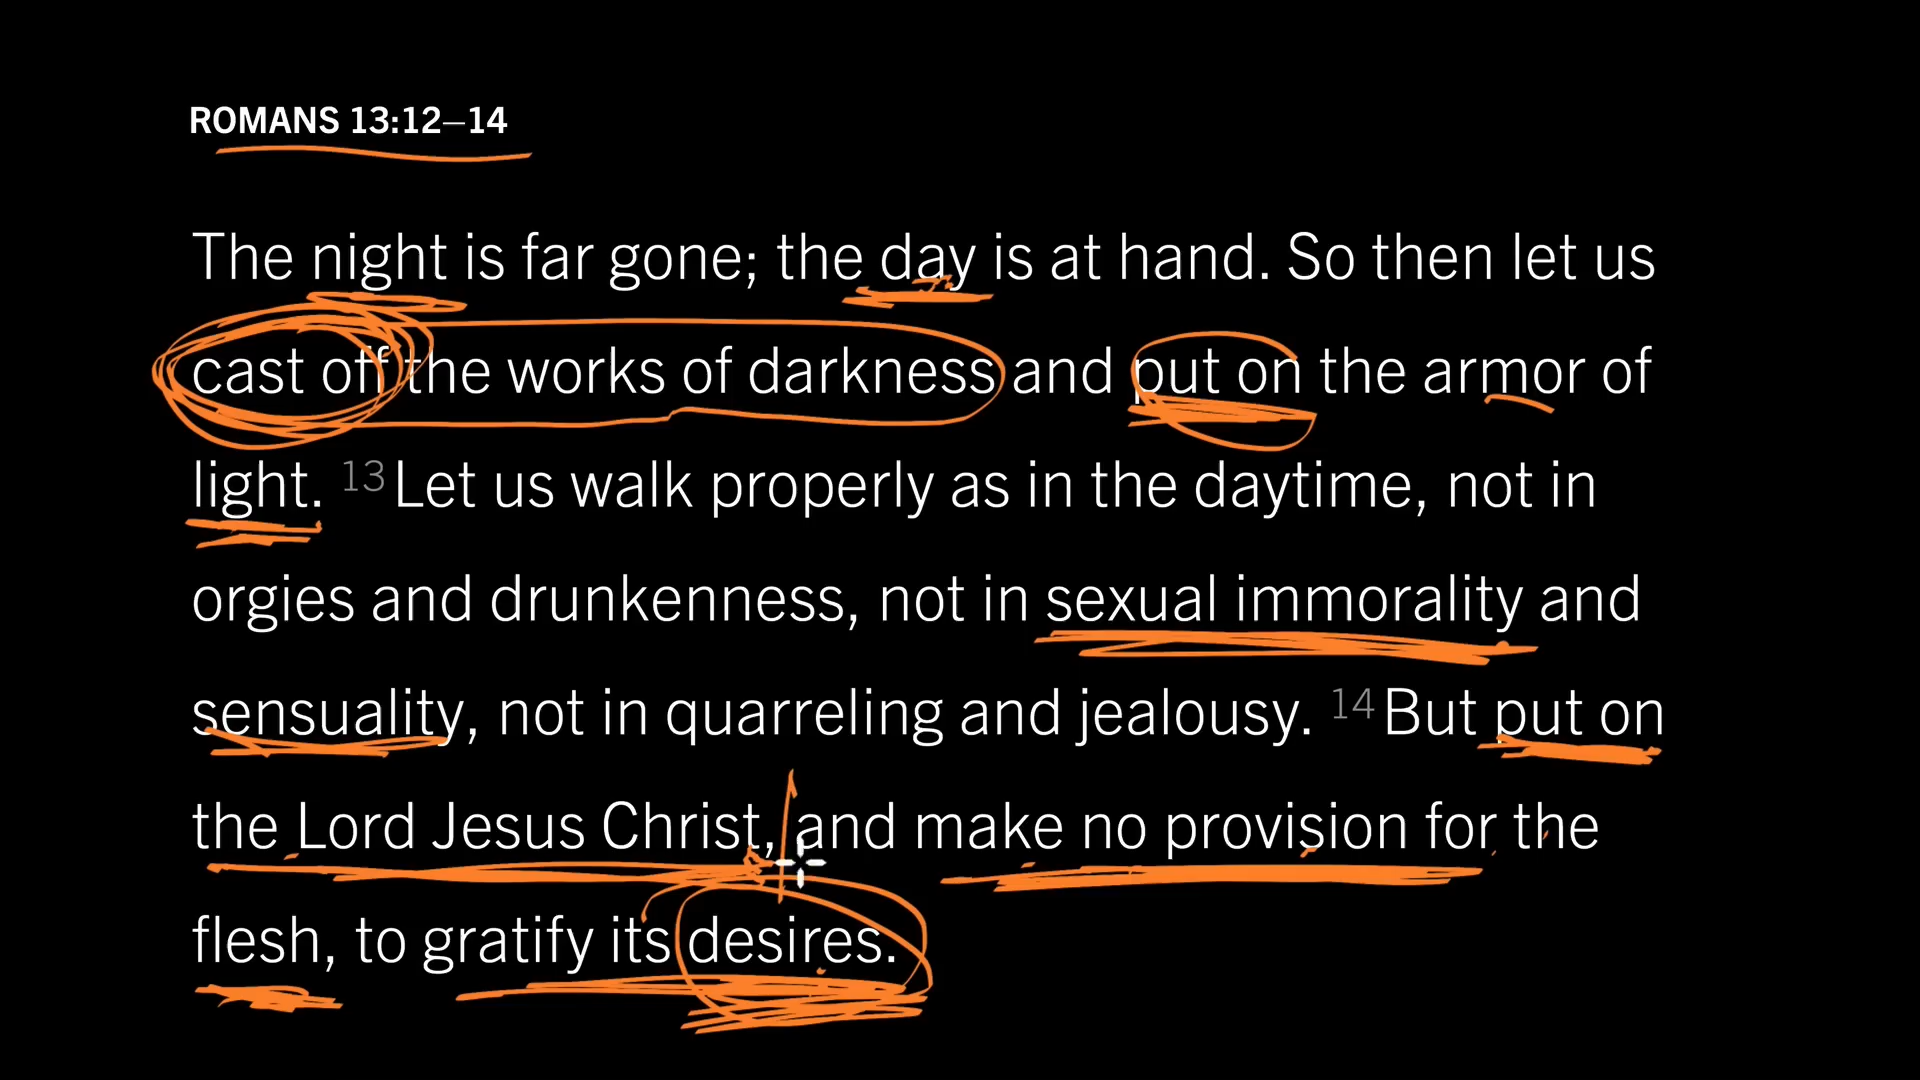 ROMANS 13:12–14
The night is far gone; the day is at hand. So then let us
cast off the works of darkness and put on the armor of
light. 13 Let us walk properly as in the daytime, not in
orgies and drunkenness, not in sexual immorality and
sensuality, not in quarreling and jealousy. 14 But put on
the Lord Jesus Christ, and make no provision for the
flesh, to gratify its desires.